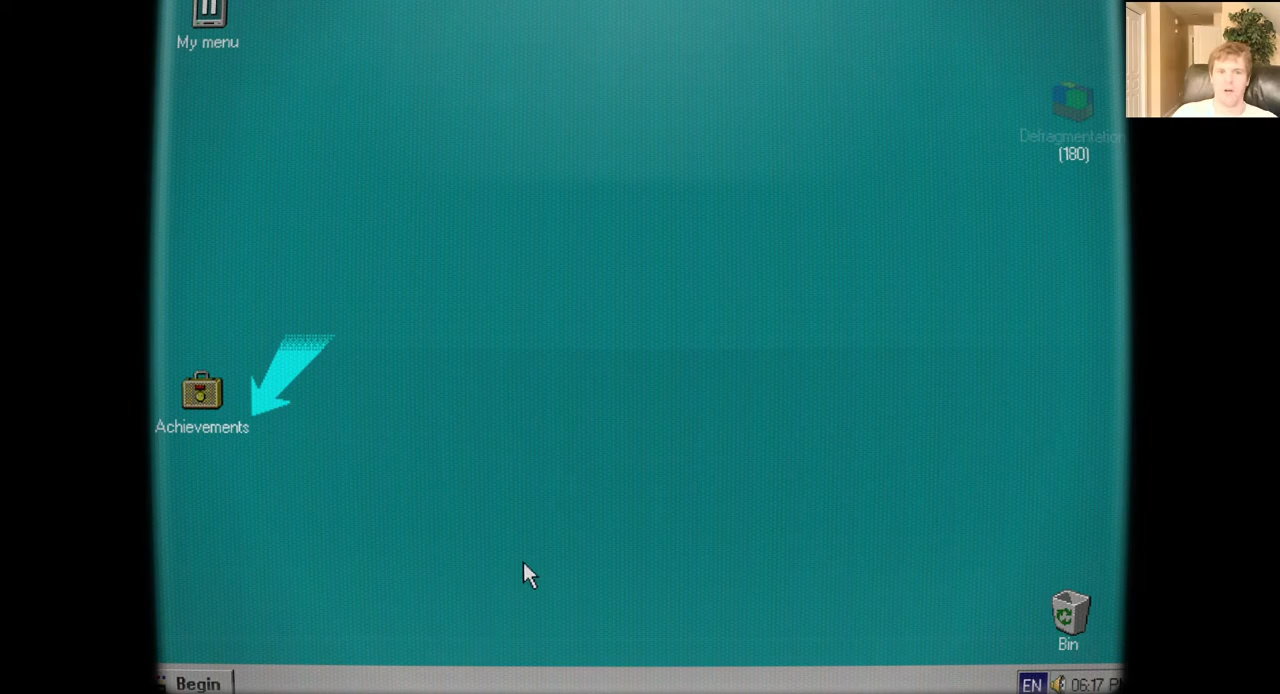 My menu
Defragmentation
(180)
Achievements
Bin
Begin
EN 06:17